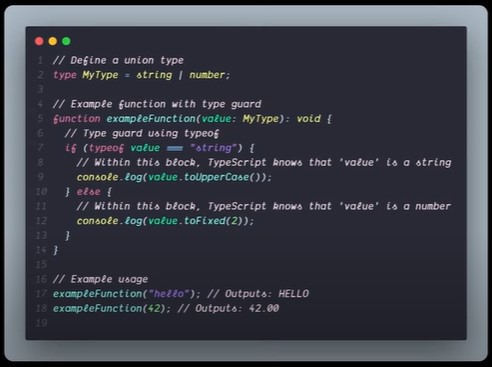 1 // Define a union type
2 type MyType = string | number;
3
4 // Example function with type guard
5 function exampleFunction(value: MyType): void {
6 // Type guard using typeof
7 if (typeof value === "string") {
8 // Within this block, TypeScript knows that 'value' is a string
9 console.log(value.toUpperCase());
10 } else {
11 // Within this block, TypeScript knows that 'value' is a number
12 console.log(value.toFixed(2));
13 }
14 }
15
16 // Example usage
17 exampleFunction("hello"); // Outputs: HELLO
18 exampleFunction(42); // Outputs: 42.00
19